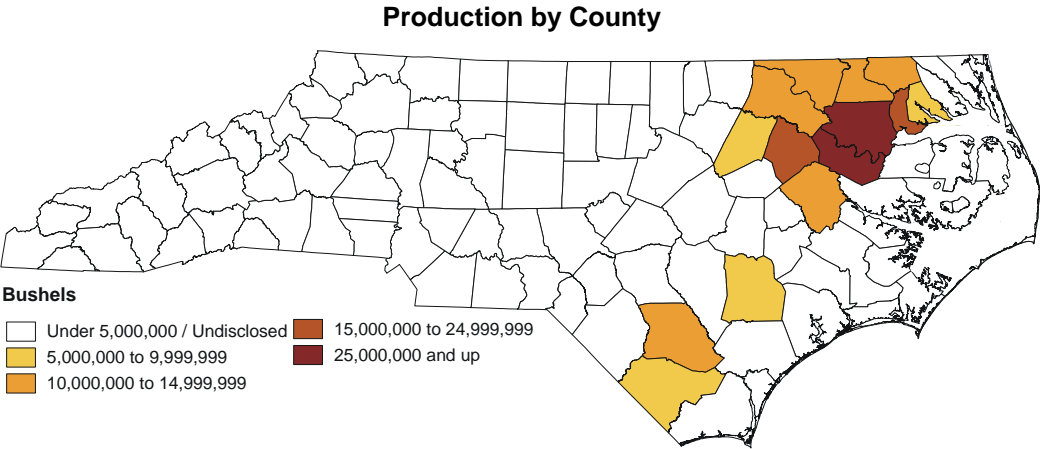 Production by County
Bushels
Under 5,000,000 / Undisclosed
5,000,000 to 9,999,999
10,000,000 to 14,999,999
15,000,000 to 24,999,999
25,000,000 and up